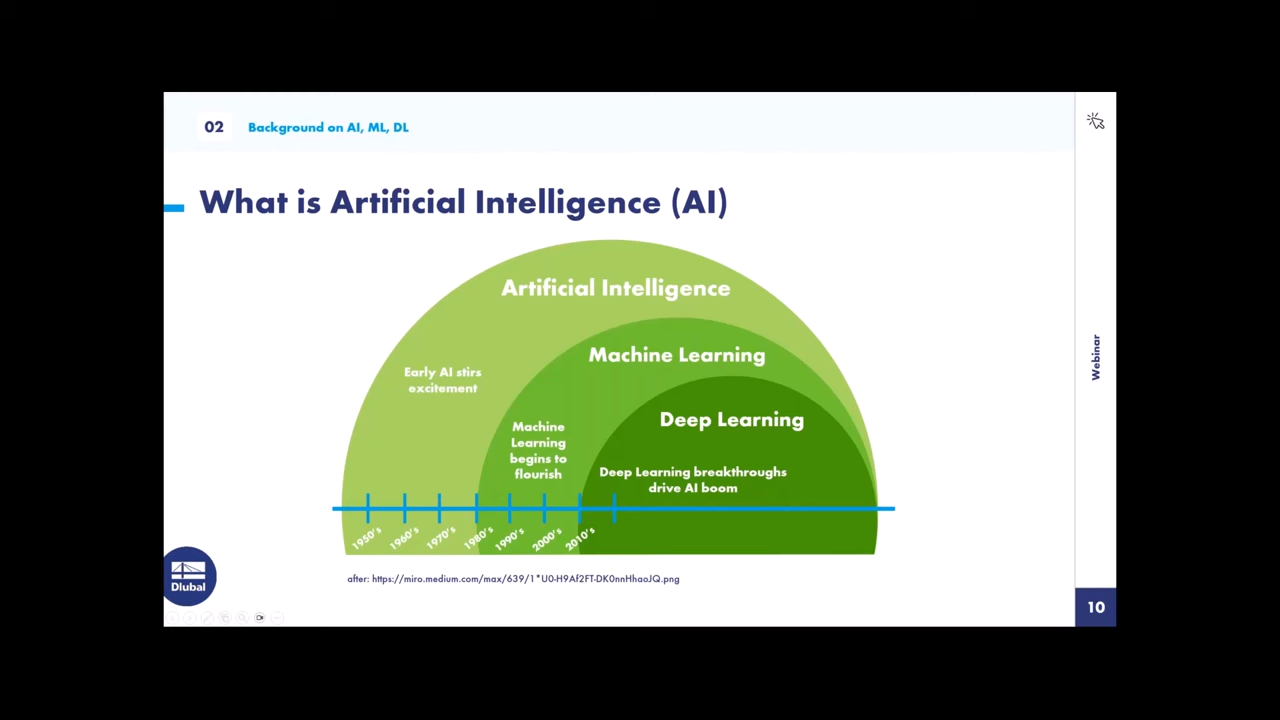 02
Background on AI, ML, DL
What is Artificial Intelligence (AI)
Artificial Intelligence
Machine Learning
Early AI stirs
excitement
Deep Learning
Machine
Learning
begins to
flourish
Deep Learning breakthroughs
drive AI boom
1950's
1960's
1970's
1980's
1990's
2000's
2010's
after: https://miro.medium.com/max/639/1*U0-H9Af2FT-DK0nnHhaoJQ.png
Dlubal
Webinar
10